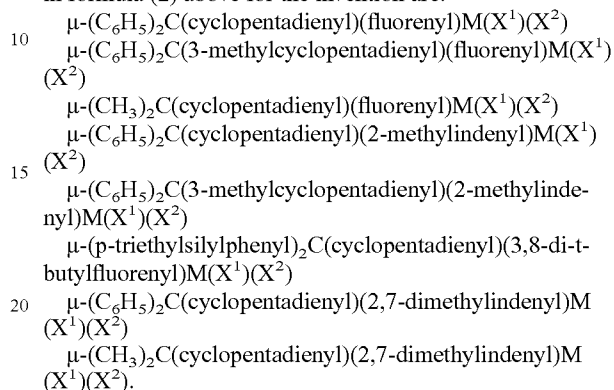 in formula (2) above for the invention use:
10 μ-(C₆H₅)₂C(cyclopentadienyl)(fluorenyl)M(X¹)(X²)
μ-(C₆H₅)₂C(3-methylcyclopentadienyl)(fluorenyl)M(X¹)
(X²)
μ-(CH₃)₂C(cyclopentadienyl)(fluorenyl)M(X¹)(X²)
μ-(C₆H₅)₂C(cyclopentadienyl)(2-methylindenyl)M(X¹)
15 (X²)
μ-(C₆H₅)₂C(3-methylcyclopentadienyl)(2-methylinde-
nyl)M(X¹)(X²)
μ-(p-triethylsilylphenyl)₂C(cyclopentadienyl)(3,8-di-t-
butylfluorenyl)M(X¹)(X²)
20 μ-(C₆H₅)₂C(cyclopentadienyl)(2,7-dimethylindenyl)M
(X¹)(X²)
μ-(CH₃)₂C(cyclopentadienyl)(2,7-dimethylindenyl)M
(X¹)(X²).